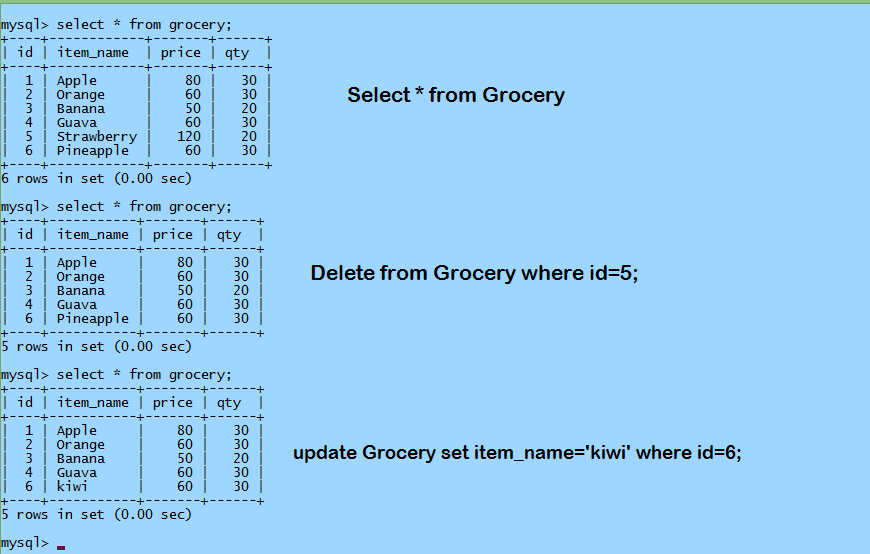 mysql> select * from grocery;
+----+-------------+-------+------+
| id | item_name  | price | qty  |
+----+-------------+-------+------+
|  1 | Apple      |    80 |   30 |
|  2 | Orange     |    60 |   30 |
|  3 | Banana     |    50 |   20 |
|  4 | Guava      |    60 |   30 |
|  5 | Strawberry |   120 |   20 |
|  6 | Pineapple  |    60 |   30 |
+----+-------------+-------+------+
6 rows in set (0.00 sec)
Select * from Grocery
mysql> select * from grocery;
+----+-----------+-------+------+
| id | item_name | price | qty  |
+----+-----------+-------+------+
|  1 | Apple     |    80 |   30 |
|  2 | Orange    |    60 |   30 |
|  3 | Banana    |    50 |   20 |
|  4 | Guava     |    60 |   30 |
|  6 | Pineapple |    60 |   30 |
+----+-----------+-------+------+
5 rows in set (0.00 sec)
Delete from Grocery where id=5;
mysql> select * from grocery;
+----+-----------+-------+------+
| id | item_name | price | qty  |
+----+-----------+-------+------+
|  1 | Apple     |    80 |   30 |
|  2 | Orange    |    60 |   30 |
|  3 | Banana    |    50 |   20 |
|  4 | Guava     |    60 |   30 |
|  6 | kiwi      |    60 |   30 |
+----+-----------+-------+------+
5 rows in set (0.00 sec)
update Grocery set item_name='kiwi' where id=6;
mysql>